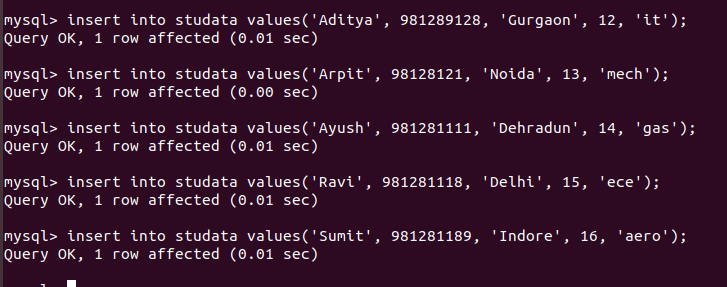 mysql> insert into studata values('Aditya', 981289128, 'Gurgaon', 12, 'it');
Query OK, 1 row affected (0.01 sec)
mysql> insert into studata values('Arpit', 98128121, 'Noida', 13, 'mech');
Query OK, 1 row affected (0.00 sec)
mysql> insert into studata values('Ayush', 981281111, 'Dehradun', 14, 'gas');
Query OK, 1 row affected (0.01 sec)
mysql> insert into studata values('Ravi', 981281118, 'Delhi', 15, 'ece');
Query OK, 1 row affected (0.01 sec)
mysql> insert into studata values('Sumit', 981281189, 'Indore', 16, 'aero');
Query OK, 1 row affected (0.01 sec)